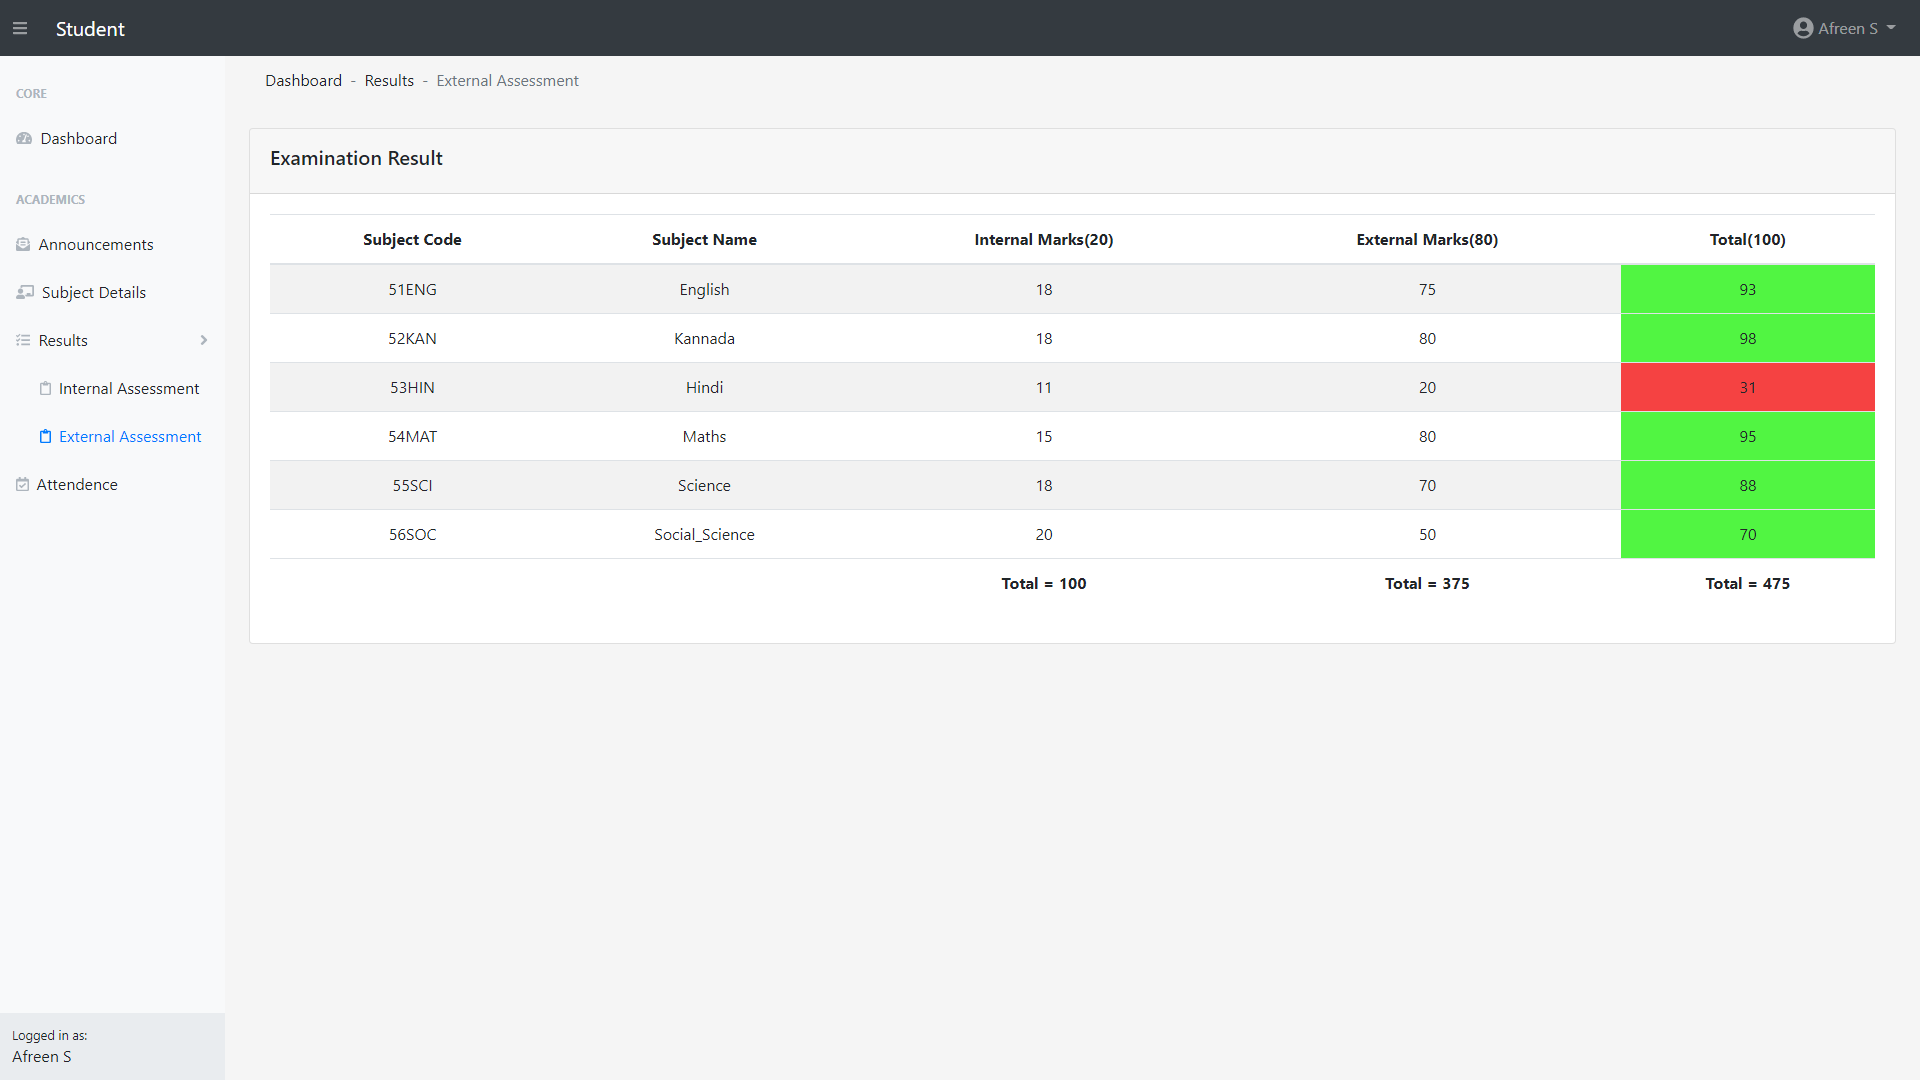 Student
Afreen S
CORE
Dashboard
ACADEMICS
Announcements
Subject Details
Results
Internal Assessment
External Assessment
Attendence
Logged in as:
Afreen S
Dashboard - Results - External Assessment
Examination Result
Subject Code Subject Name Internal Marks(20) External Marks(80) Total(100)
51ENG English 18 75 93
52KAN Kannada 18 80 98
53HIN Hindi 11 20 31
54MAT Maths 15 80 95
55SCI Science 18 70 88
56SOC Social_Science 20 50 70
Total = 100 Total = 375 Total = 475